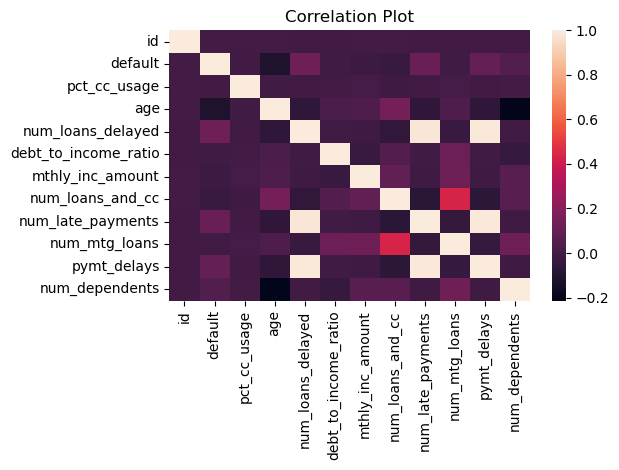 Correlation Plot
id
default
pct_cc_usage
age
num_loans_delayed
debt_to_income_ratio
mthly_inc_amount
num_loans_and_cc
num_late_payments
num_mtg_loans
pymt_delays
num_dependents
id
default
pct_cc_usage
age
num_loans_delayed
debt_to_income_ratio
mthly_inc_amount
num_loans_and_cc
num_late_payments
num_mtg_loans
pymt_delays
num_dependents
1.0
0.8
0.6
0.4
0.2
0.0
−0.2